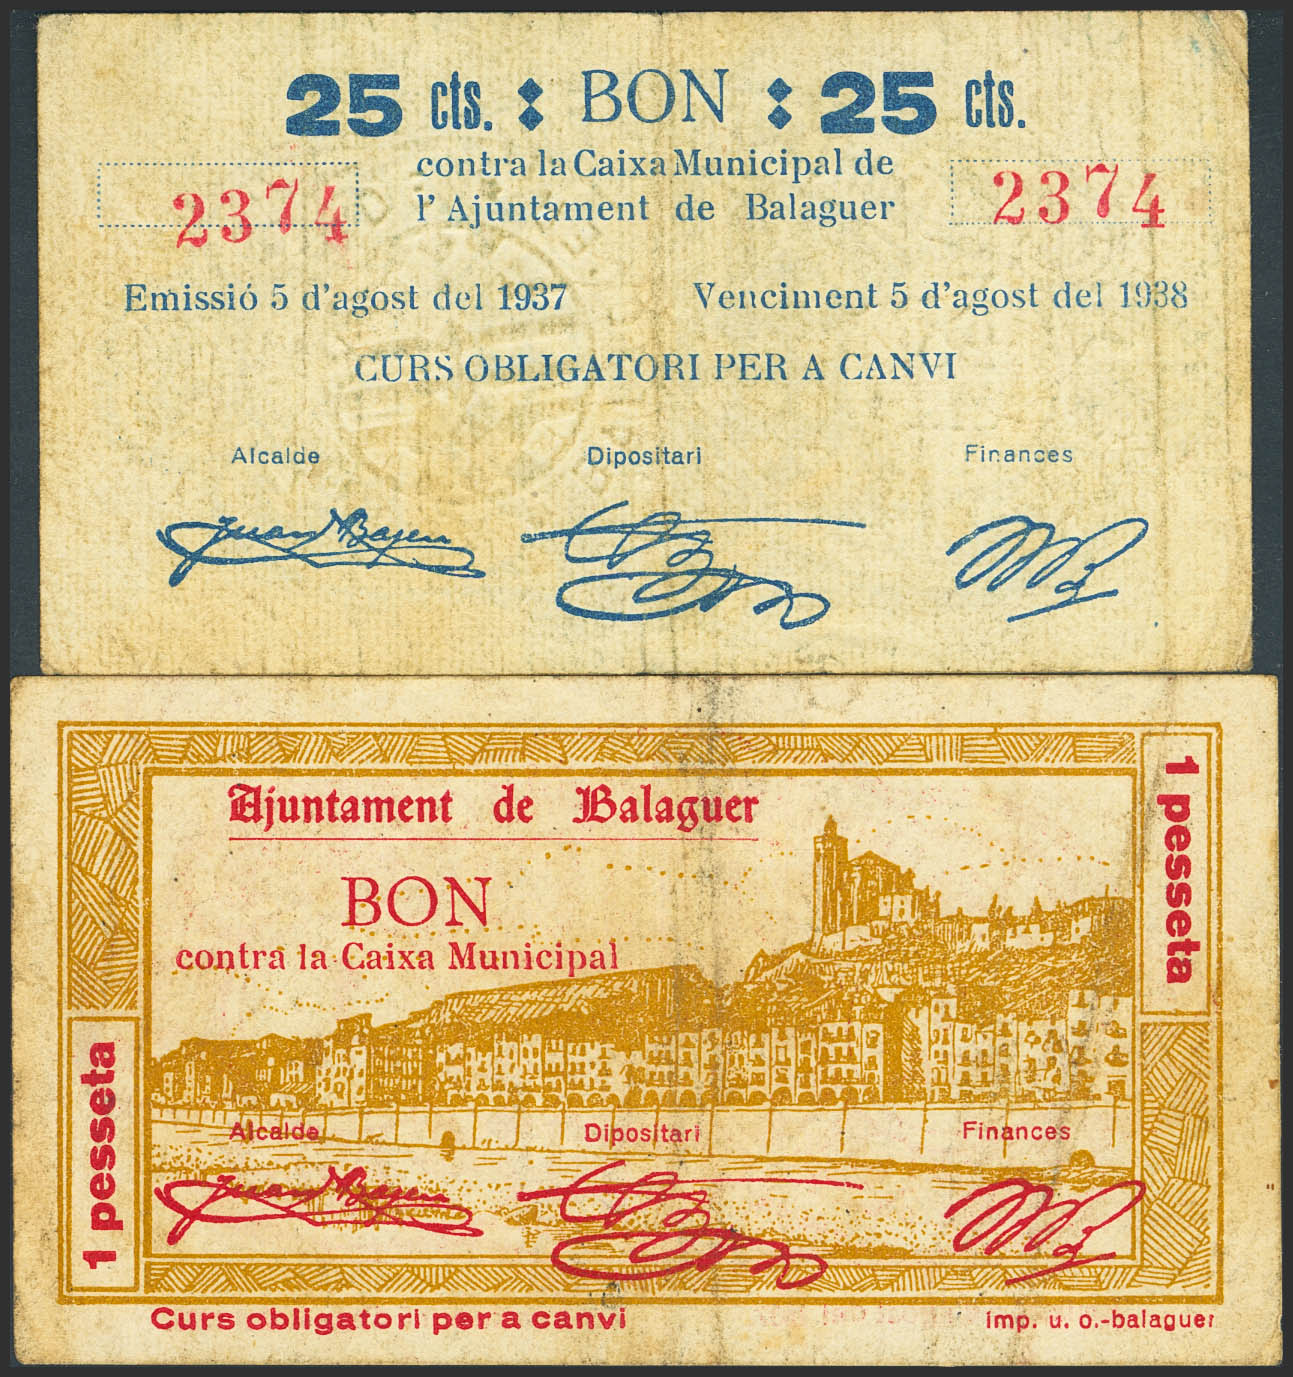 25 cts. : BON : 25 cts.
contra la Caixa Municipal de
l'Ajuntament de Balaguer
2374
2374
Emissió 5 d'agost del 1937
Venciment 5 d'agost del 1938
CURS OBLIGATORI PER A CANVI
Alcalde
Dipositari
Finances
Ajuntament de Balaguer
BON
contra la Caixa Municipal
1 pesseta
1 pesseta
Alcalde
Dipositari
Finances
Curs obligatori per a canvi
imp. u. o.-balaguer